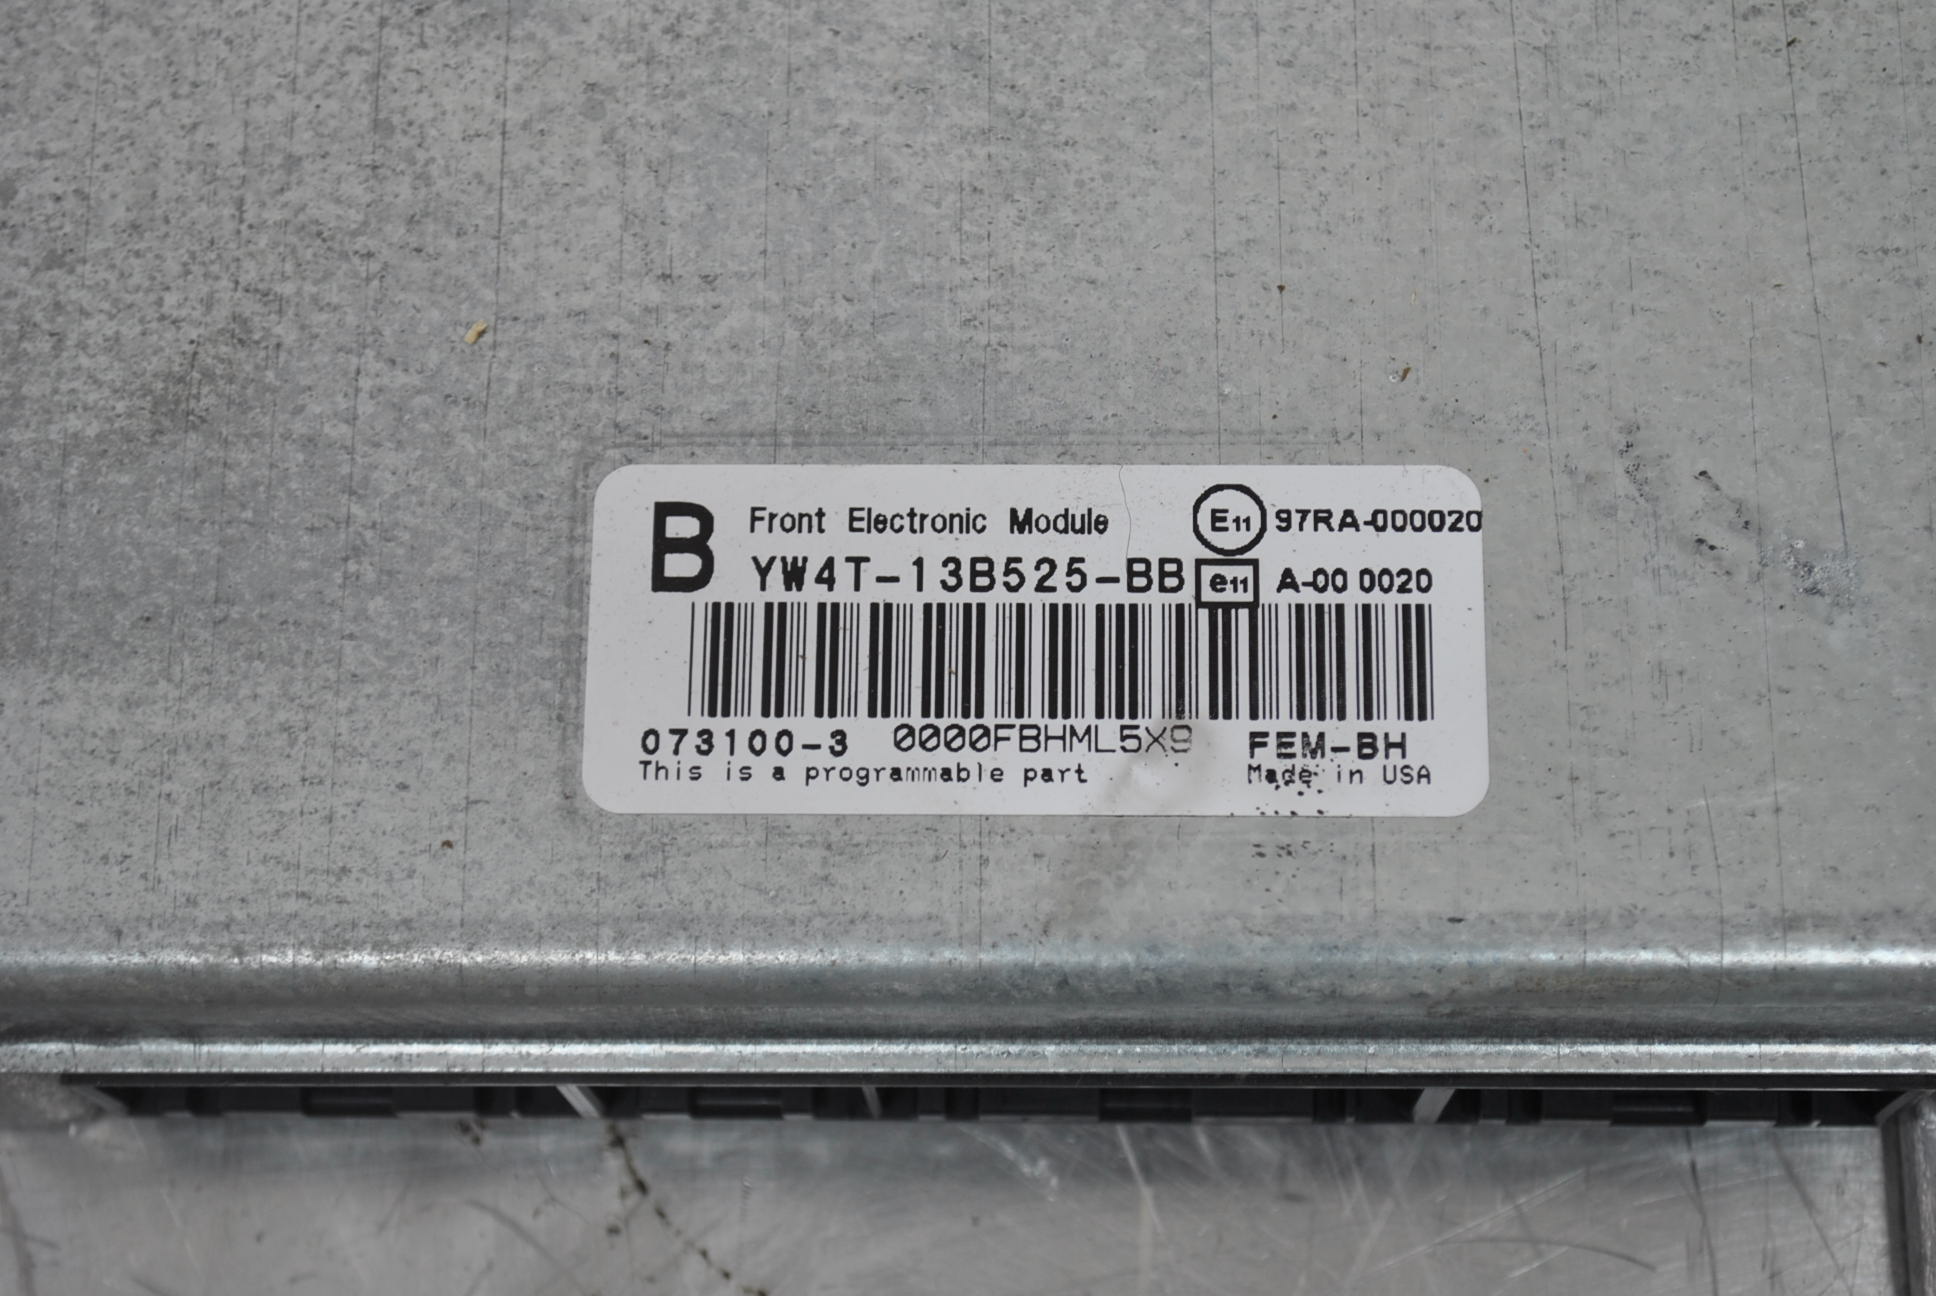 B Front Electronic Module E11 97RA-000020
YW4T-13B525-BB e11 A-00 0020
073100-3 0000FBHML5X9 FEM-BH
This is a programmable part Made in USA